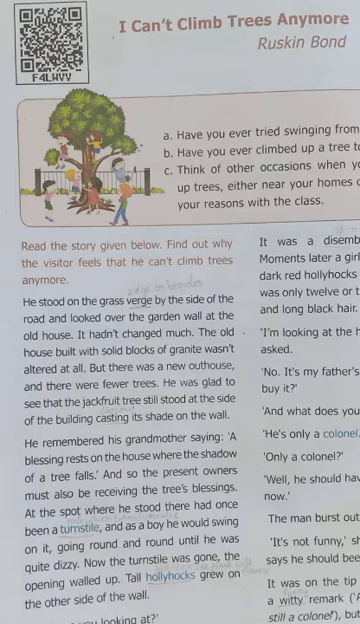 F4LWVV
I Can't Climb Trees Anymore
Ruskin Bond
a. Have you ever tried swinging from
b. Have you ever climbed up a tree
c. Think of other occasions when
up trees, either near your homes
your reasons with the class.
Read the story given below. Find out why
the visitor feels that he can't climb trees
anymore.
edge or border
He stood on the grass verge by the side of the
road and looked over the garden wall at the
old house. It hadn't changed much. The old
house built with solid blocks of granite wasn't
altered at all. But there was a new outhouse,
and there were fewer trees. He was glad to
see that the jackfruit tree still stood at the side
of the building casting its shade on the wall.
He remembered his grandmother saying: 'A
blessing rests on the house where the shadow
of a tree falls.' And so the present owners
must also be receiving the tree's blessings.
At the spot where he stood there had once
been a turnstile, and as a boy he would swing
on it, going round and round until he was
quite dizzy. Now the turnstile was gone, the
opening walled up. Tall hollyhocks grew on
the other side of the wall.
looking at?'
It was a disemb
Moments later a girl
dark red hollyhocks
was only twelve or
and long black hair.
'I'm looking at the
asked.
'No. It's my father's
buy it?'
'And what does you
'He's only a colonel.
'Only a colonel?'
'Well, he should hav
now.'
The man burst out
'It's not funny,'
says he should bee
It was on the tip
a witty remark
still a colonel'), but